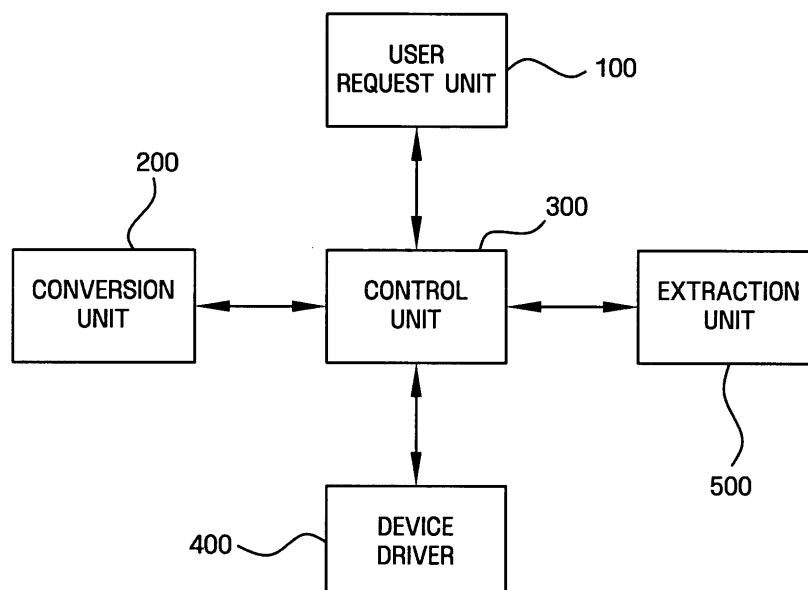 USER
REQUEST UNIT
100
200
300
CONVERSION
UNIT
CONTROL
UNIT
EXTRACTION
UNIT
500
400
DEVICE
DRIVER